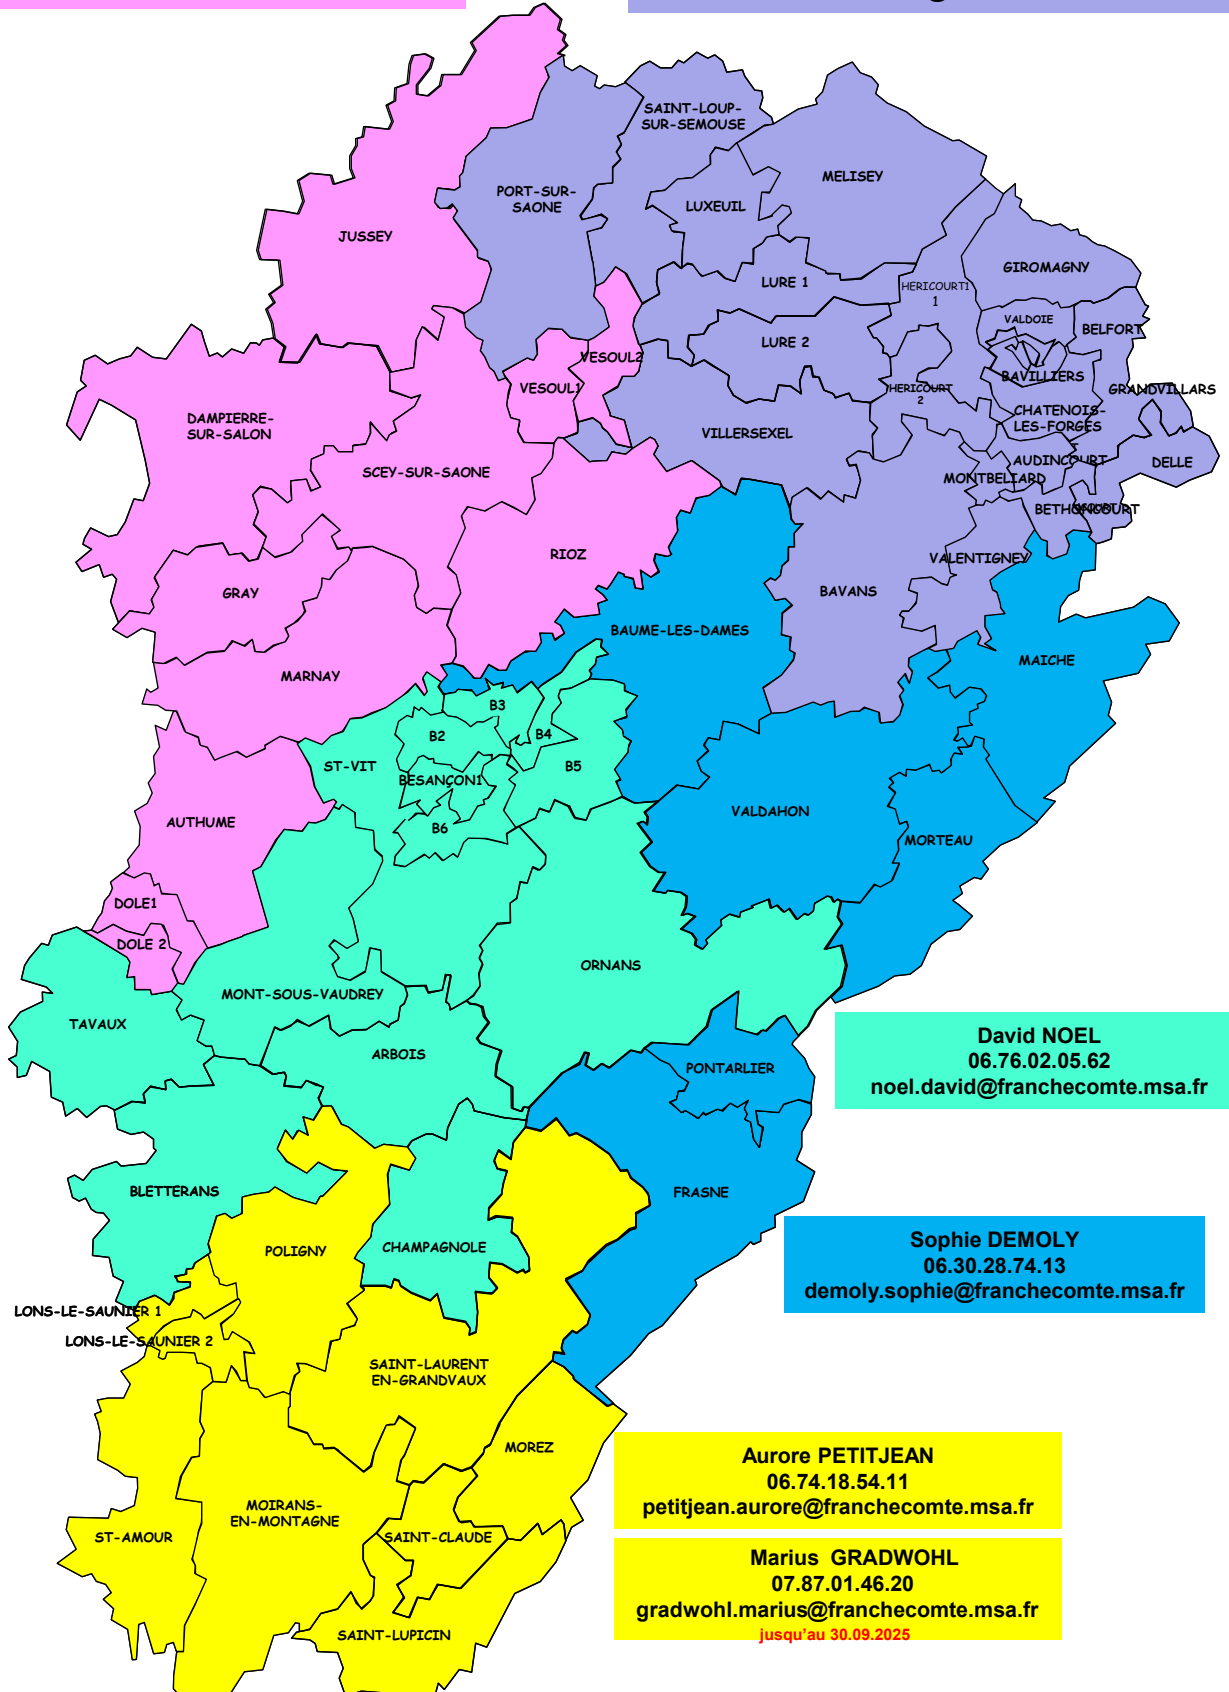 SAINT-LOUP-
SUR-SEMOUSE
MELISEY
PORT-SUR-
SAONE
LUXEUIL
JUSSEY
GIROMAGNY
LURE 1
HERICOURT1
1
VALDOIE
BELFORT
LURE 2
VESOUL2
BAVILLIERS
VESOUL1
HERICOURT
2
GRANDVILLARS
DAMPIERRE-
SUR-SALON
CHATENOIS-
LES-FORGES
VILLERSEXEL
SCEY-SUR-SAONE
AUDINCOURT
DELLE
MONTBELIARD
BETHONCOURT
RIOZ
VALENTIGNEY
GRAY
BAVANS
BAUME-LES-DAMES
MAICHE
MARNAY
B3
B2
B4
ST-VIT
B5
BESANÇON1
VALDAHON
AUTHUME
B6
MORTEAU
DOLE1
DOLE 2
ORNANS
MONT-SOUS-VAUDREY
TAVAUX
David NOEL
06.76.02.05.62
noel.david@franchecomte.msa.fr
ARBOIS
PONTARLIER
BLETTERANS
FRASNE
POLIGNY
CHAMPAGNOLE
Sophie DEMOLY
06.30.28.74.13
demoly.sophie@franchecomte.msa.fr
LONS-LE-SAUNIER 1
LONS-LE-SAUNIER 2
SAINT-LAURENT
EN-GRANDVAUX
MOREZ
Aurore PETITJEAN
06.74.18.54.11
petitjean.aurore@franchecomte.msa.fr
MOIRANS-
EN-MONTAGNE
ST-AMOUR
SAINT-CLAUDE
Marius GRADWOHL
07.87.01.46.20
gradwohl.marius@franchecomte.msa.fr
jusqu'au 30.09.2025
SAINT-LUPICIN